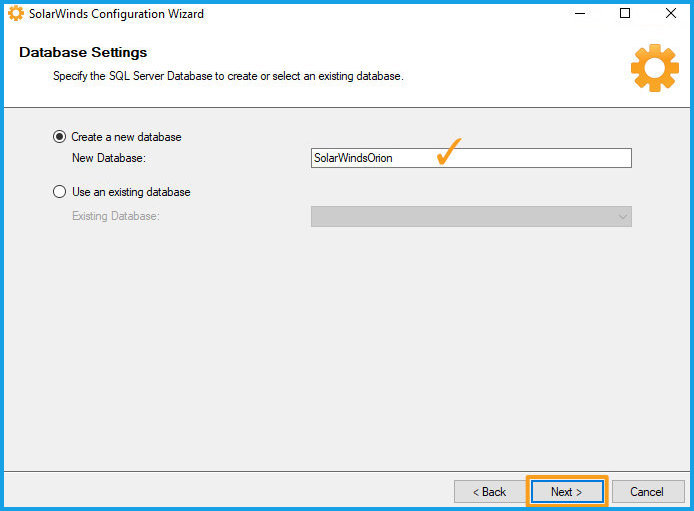 SolarWinds Configuration Wizard
Database Settings
Specify the SQL Server Database to create or select an existing database.
Create a new database
New Database: SolarWindsOrion
Use an existing database
Existing Database:
< Back Next > Cancel